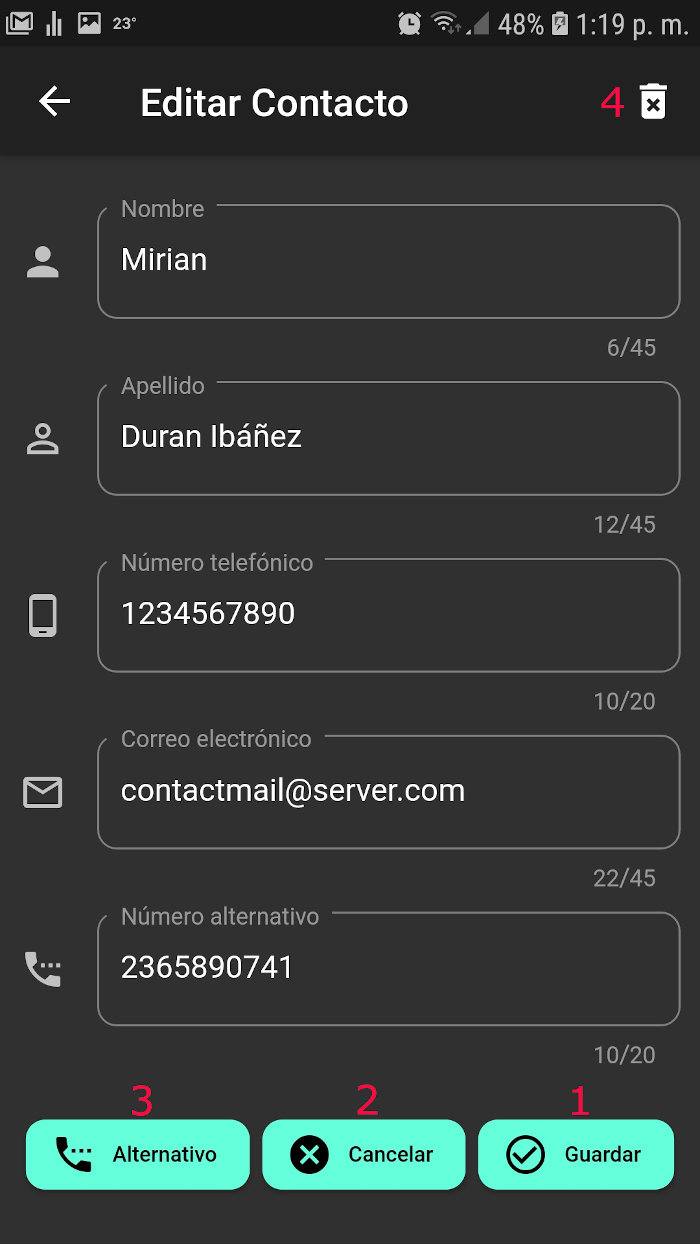 23° 48% 1:19 p. m.
Editar Contacto 4
Nombre
Mirian
6/45
Apellido
Duran Ibáñez
12/45
Número telefónico
1234567890
10/20
Correo electrónico
contactmail@server.com
22/45
Número alternativo
2365890741
10/20
3 2 1
Alternativo Cancelar Guardar